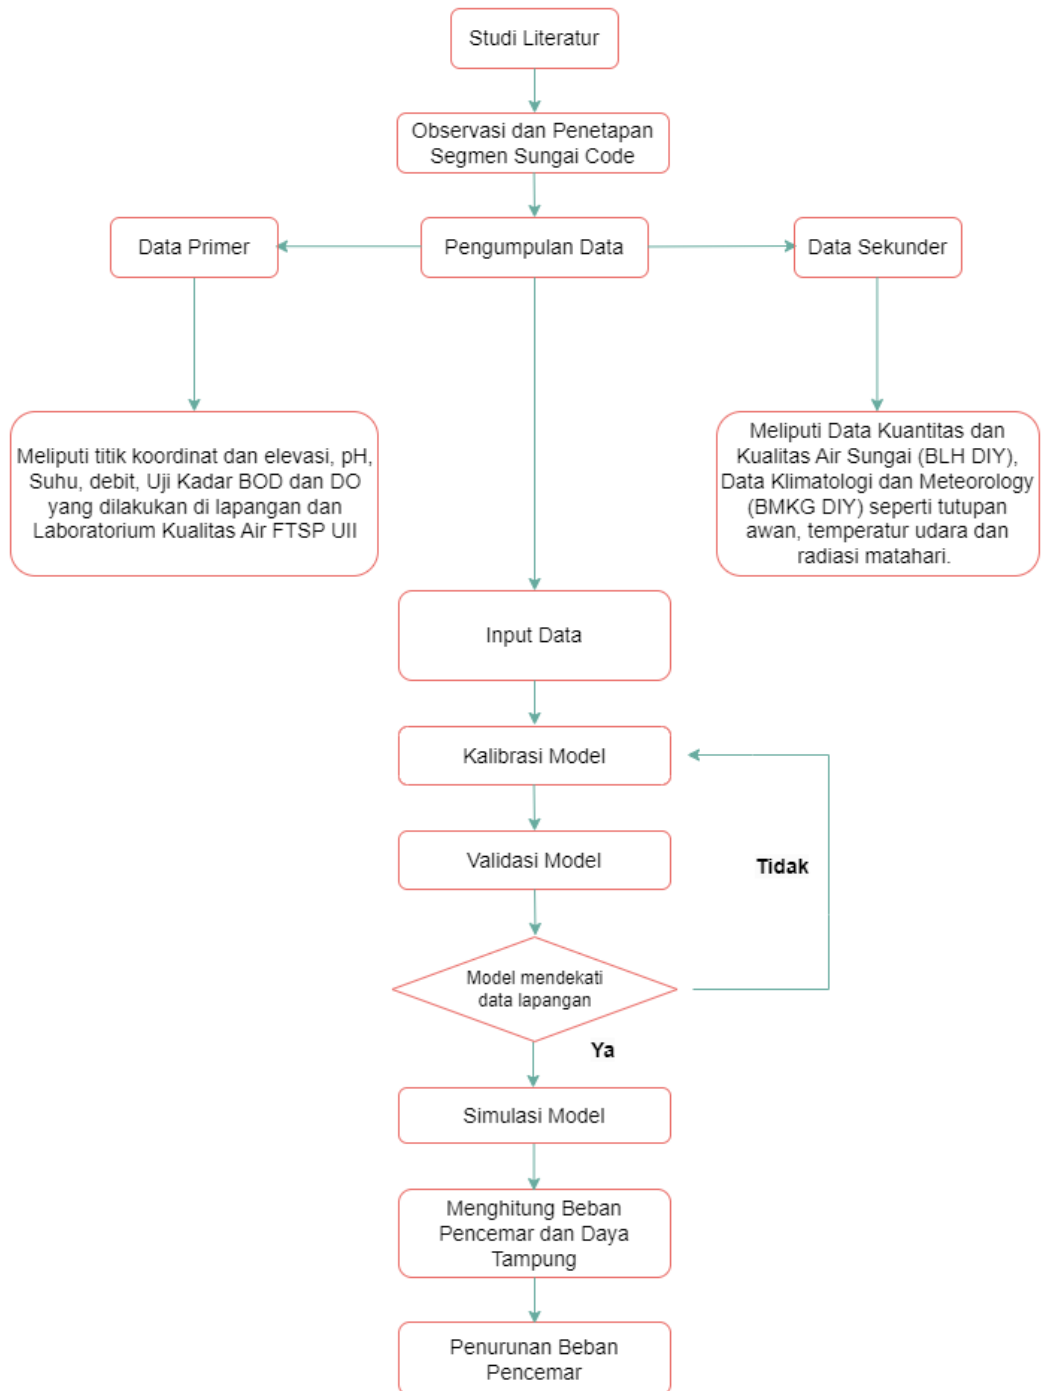 Studi Literatur
Observasi dan Penetapan
Segmen Sungai Code
Data Primer
Pengumpulan Data
Data Sekunder
Meliputi titik koordinat dan elevasi, pH,
Suhu, debit, Uji Kadar BOD dan DO
yang dilakukan di lapangan dan
Laboratorium Kualitas Air FTSP UII
Meliputi Data Kuantitas dan
Kualitas Air Sungai (BLH DIY),
Data Klimatologi dan Meteorology
(BMKG DIY) seperti tutupan
awan, temperatur udara dan
radiasi matahari.
Input Data
Kalibrasi Model
Validasi Model
Tidak
Model mendekati
data lapangan
Ya
Simulasi Model
Menghitung Beban
Pencemar dan Daya
Tampung
Penurunan Beban
Pencemar